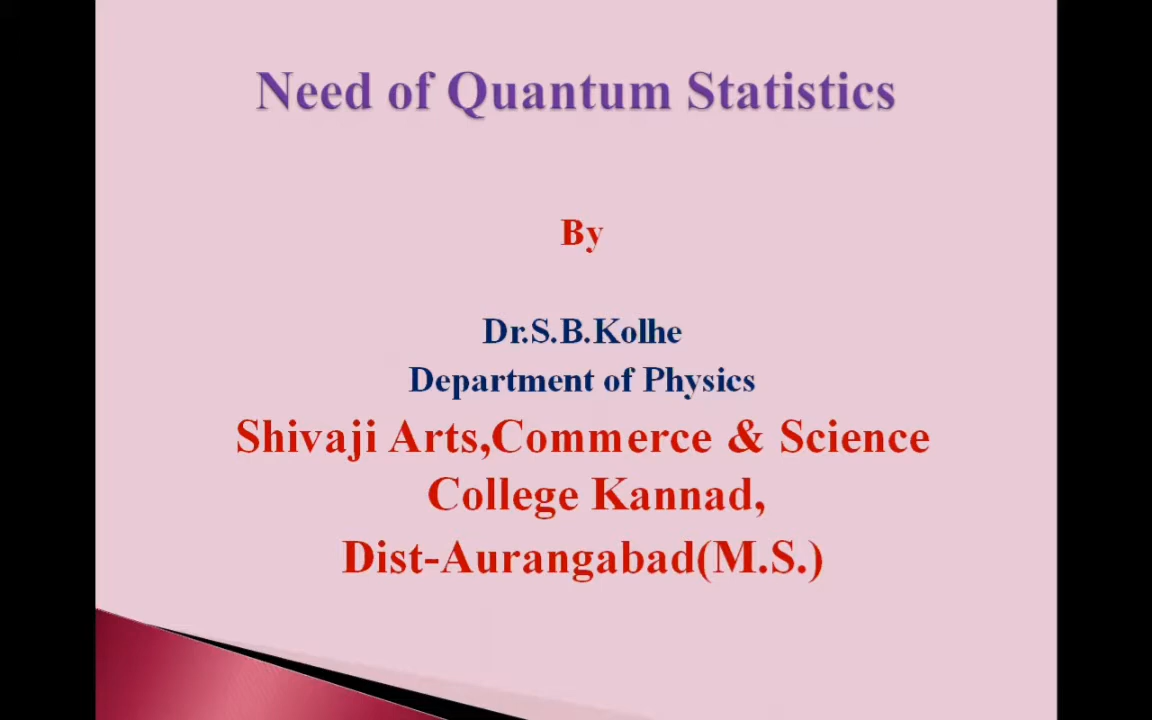 Need of Quantum Statistics
By
Dr.S.B.Kolhe
Department of Physics
Shivaji Arts,Commerce & Science
College Kannad,
Dist-Aurangabad(M.S.)